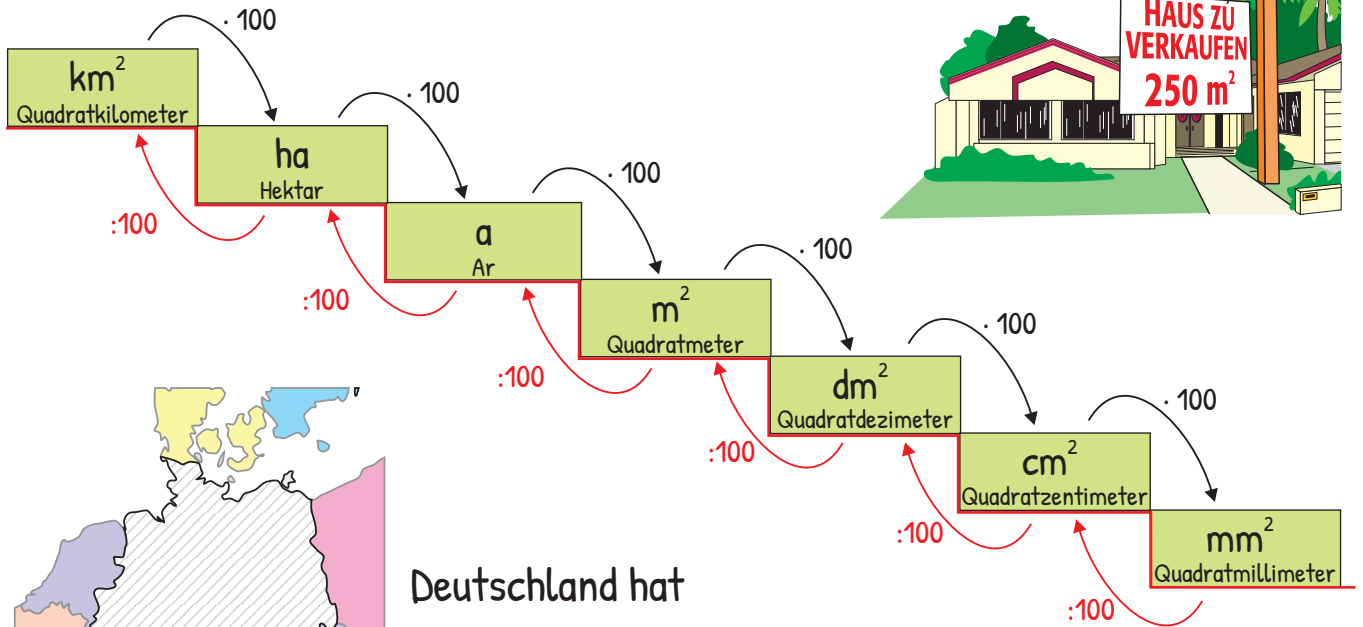 · 100
km²
Quadratkilometer
:100
· 100
ha
Hektar
:100
· 100
a
Ar
:100
· 100
m²
Quadratmeter
:100
· 100
dm²
Quadratdezimeter
:100
· 100
cm²
Quadratzentimeter
:100
mm²
Quadratmillimeter
HAUS ZU
VERKAUFEN
250 m²
Deutschland hat